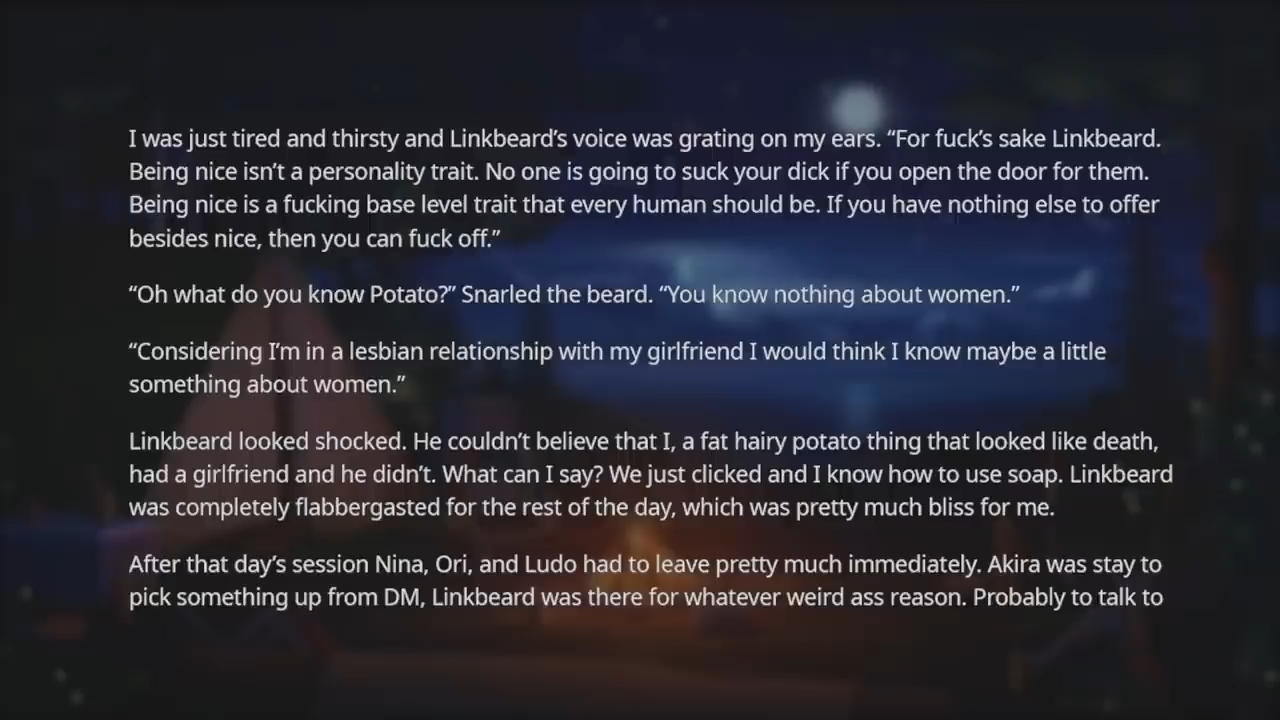 I was just tired and thirsty and Linkbeard’s voice was grating on my ears. “For fuck’s sake Linkbeard.
Being nice isn’t a personality trait. No one is going to suck your dick if you open the door for them.
Being nice is a fucking base level trait that every human should be. If you have nothing else to offer
besides nice, then you can fuck off.”
“Oh what do you know Potato?” Snarled the beard. “You know nothing about women.”
“Considering I’m in a lesbian relationship with my girlfriend I would think I know maybe a little
something about women.”
Linkbeard looked shocked. He couldn’t believe that I, a fat hairy potato thing that looked like death,
had a girlfriend and he didn’t. What can I say? We just clicked and I know how to use soap. Linkbeard
was completely flabbergasted for the rest of the day, which was pretty much bliss for me.
After that day’s session Nina, Ori, and Ludo had to leave pretty much immediately. Akira was stay to
pick something up from DM, Linkbeard was there for whatever weird ass reason. Probably to talk to